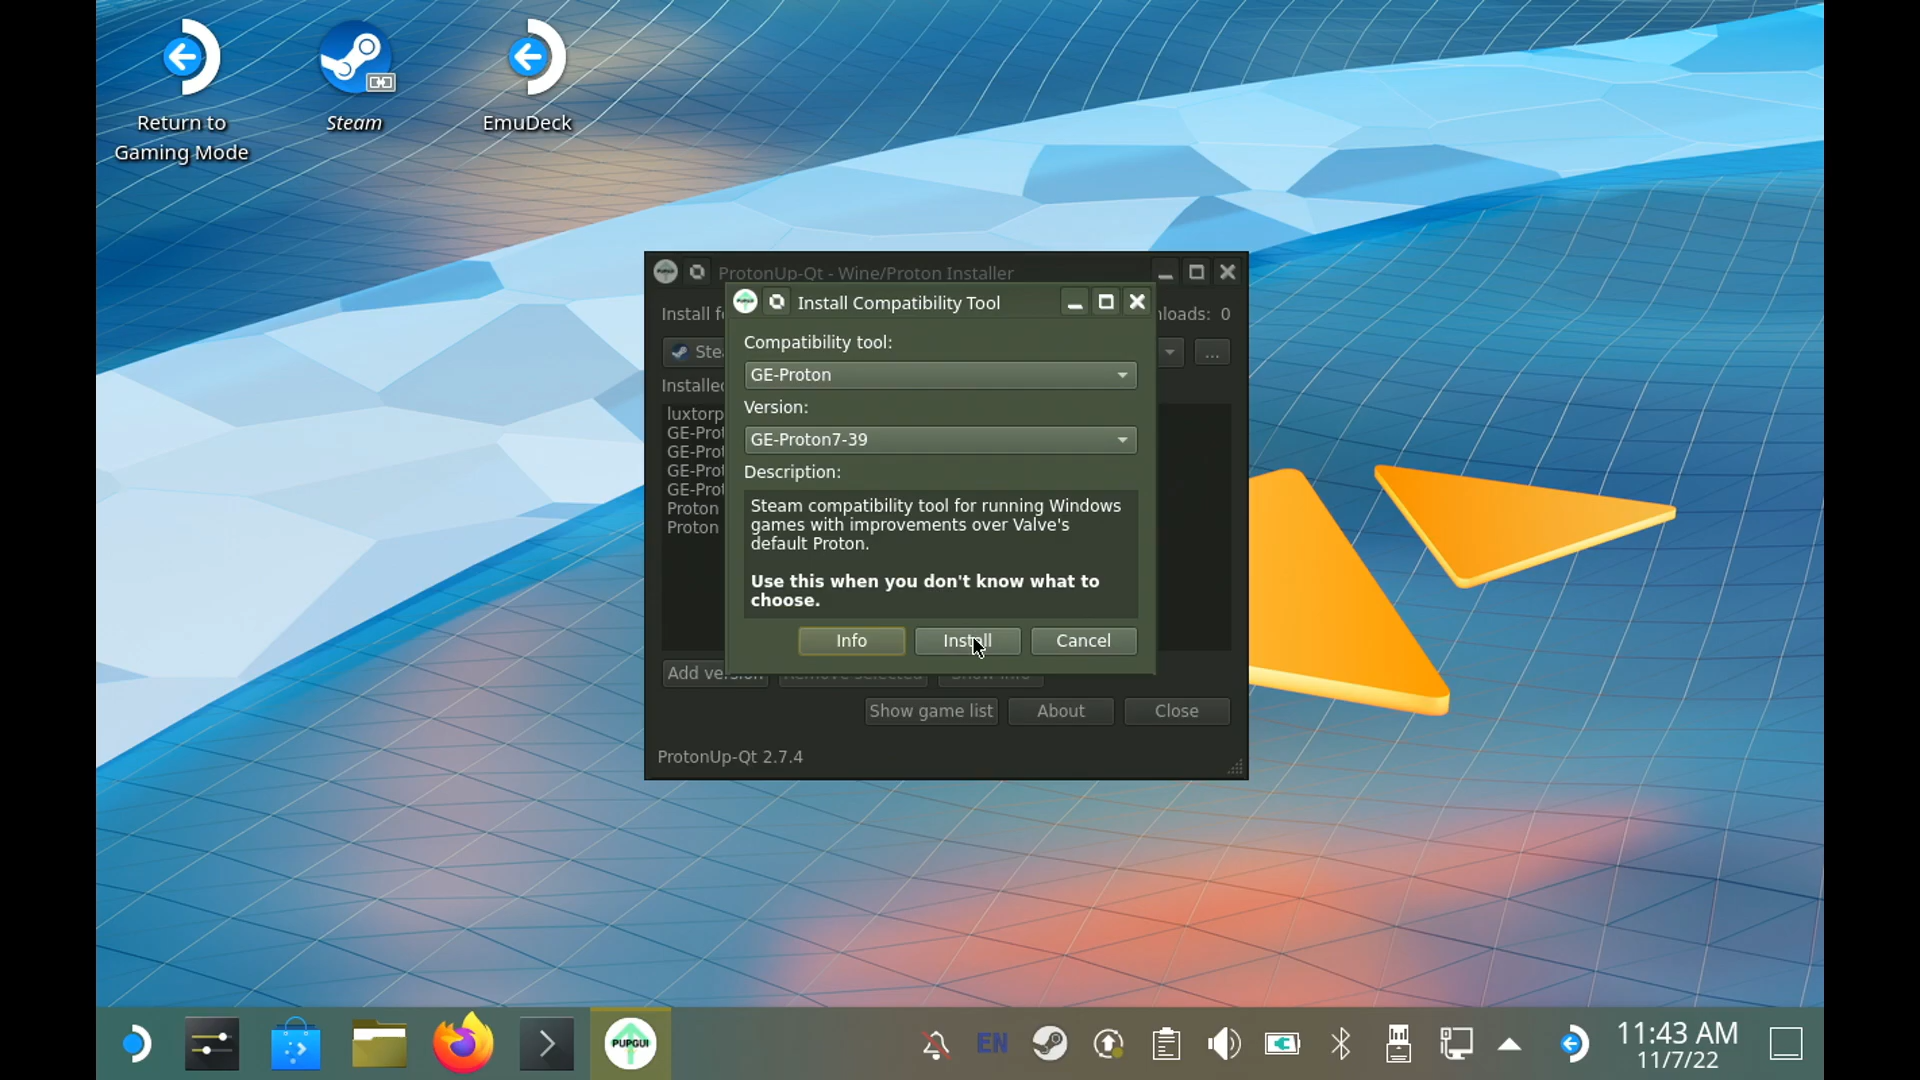 Return to
Gaming Mode
Steam
EmuDeck
ProtonUp-Qt - Wine/Proton Installer
Install Compatibility Tool
Compatibility tool:
GE-Proton
Version:
GE-Proton7-39
Description:
Steam compatibility tool for running Windows
games with improvements over Valve's
default Proton.
Use this when you don't know what to
choose.
Info
Install
Cancel
0
...
Proton
Proton
Show game list
About
Close
ProtonUp-Qt 2.7.4
PUPGUI
EN
11:43 AM
11/7/22